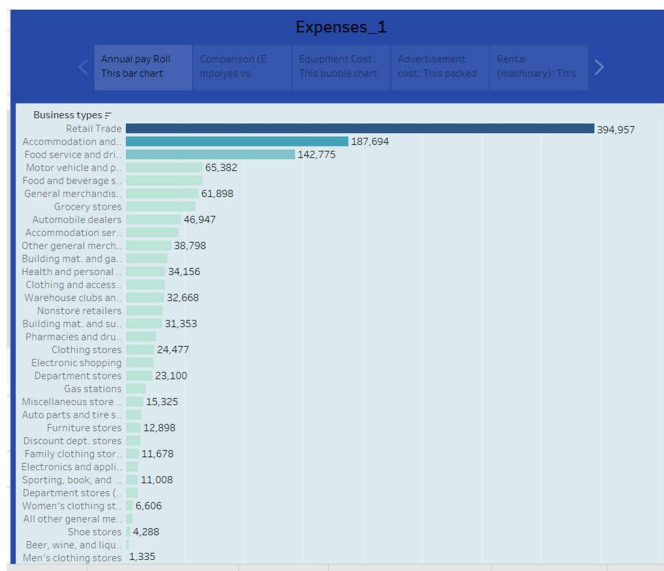 Expenses_1
Annual pay Roll
This bar chart
Comparison (E
mpolyes vs
Equipment Cost:
This bubble chart
Advertisement
cost: This packed
Rental
(machinary): This
Business types
Retail Trade 394,957
Accommodation and.. 187,694
Food service and dri.. 142,775
Motor vehicle and p.. 65,382
Food and beverage s..
General merchandis.. 61,898
Grocery stores
Automobile dealers 46,947
Accommodation ser..
Other general merch.. 38,798
Building mat. and ga..
Health and personal .. 34,156
Clothing and access..
Warehouse clubs an.. 32,668
Nonstore retailers
Building mat. and su.. 31,353
Pharmacies and dru..
Clothing stores 24,477
Electronic shopping
Department stores 23,100
Gas stations
Miscellaneous store .. 15,325
Auto parts and tire s..
Furniture stores 12,898
Discount dept. stores
Family clothing stor.. 11,678
Electronics and appli..
Sporting, book, and .. 11,008
Department stores (..
Women's clothing st.. 6,606
All other general me..
Shoe stores 4,288
Beer, wine, and liqu..
Men's clothing stores 1,335